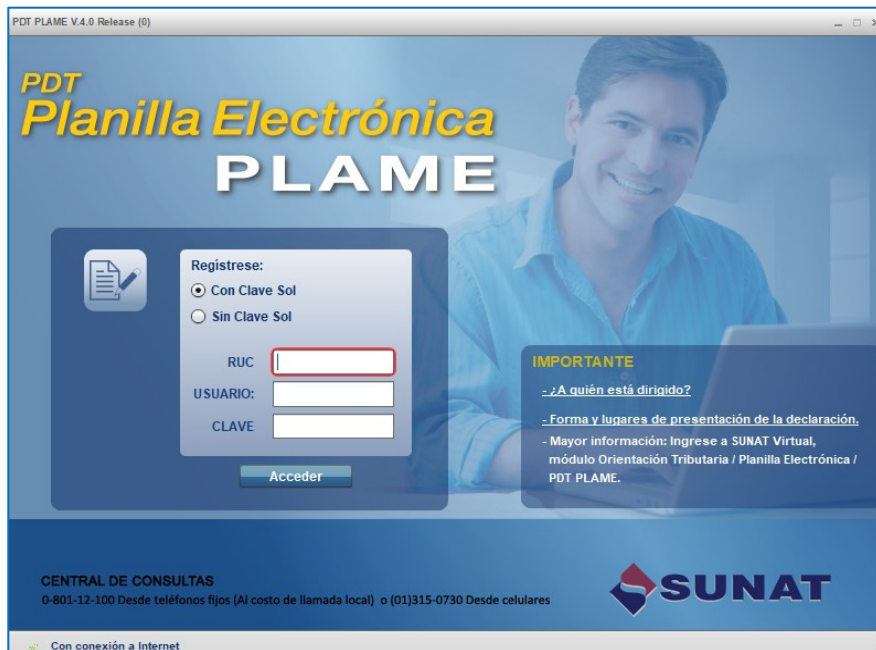 PDT PLAME V.4.0 Release (0)
PDT
Planilla Electrónica
PLAME
Regístrese:
Con Clave Sol
Sin Clave Sol
RUC
USUARIO:
CLAVE
Acceder
IMPORTANTE
- ¿A quién está dirigido?
- Forma y lugares de presentación de la declaración.
- Mayor información: Ingrese a SUNAT Virtual,
módulo Orientación Tributaria / Planilla Electrónica /
PDT PLAME.
CENTRAL DE CONSULTAS
0-801-12-100 Desde teléfonos fijos (Al costo de llamada local) o (01)315-0730 Desde celulares
SUNAT
Con conexión a Internet